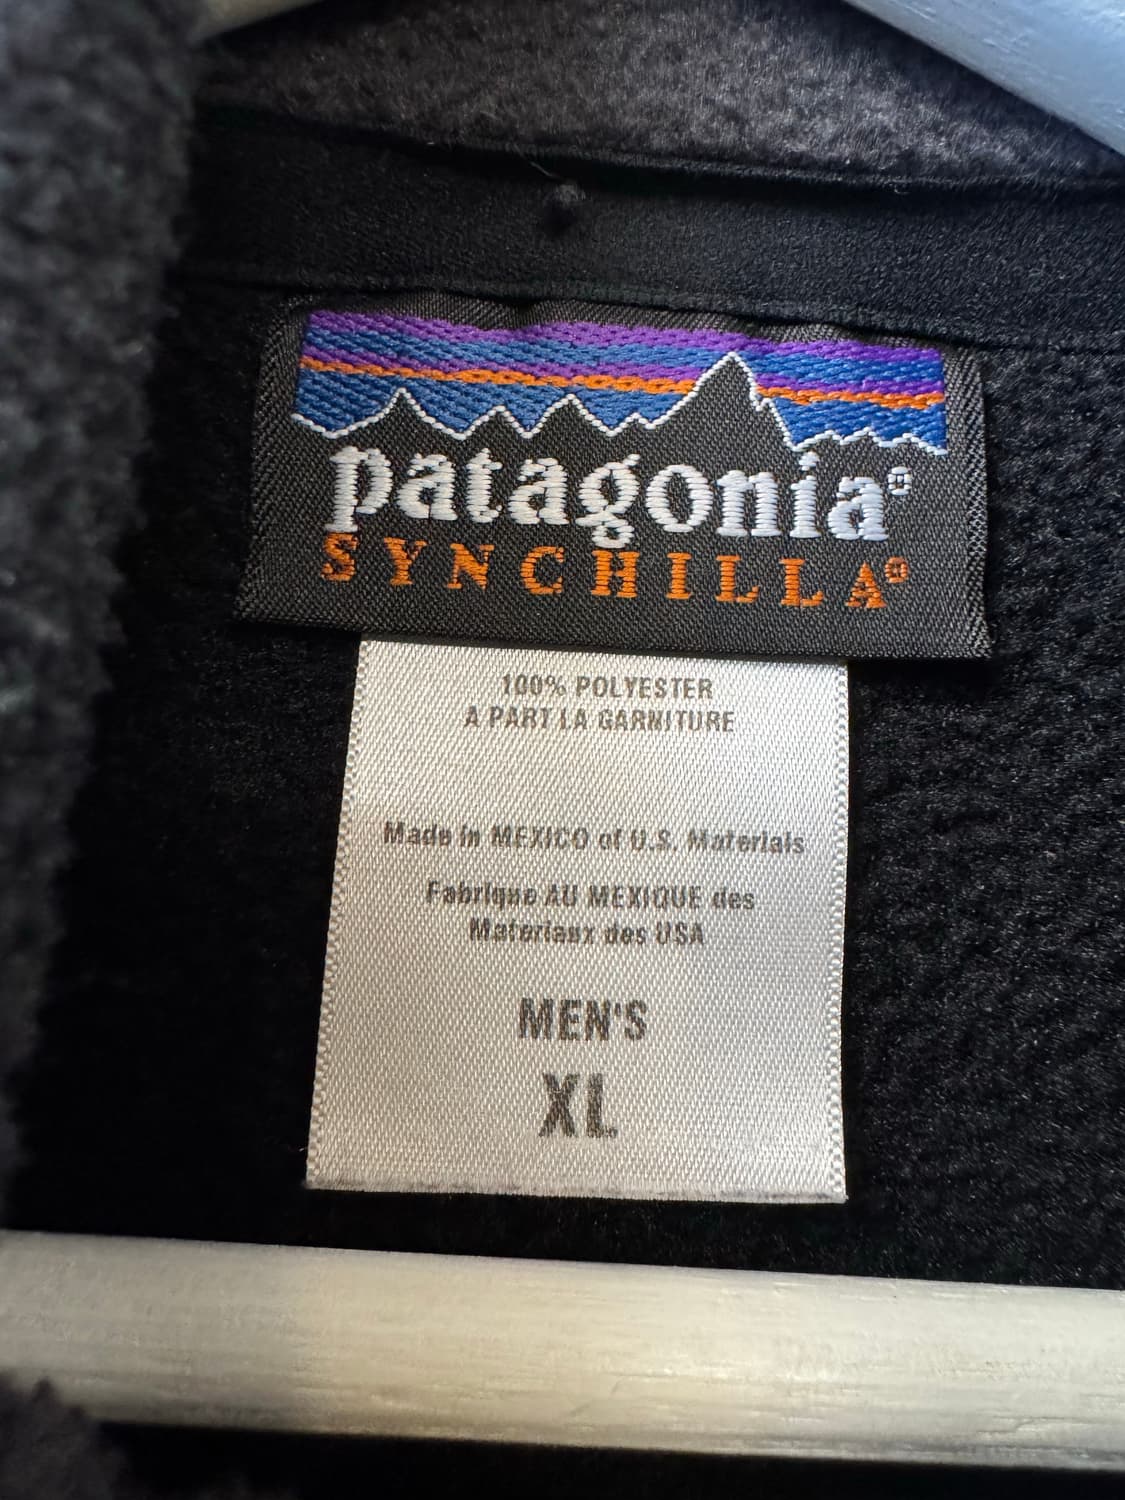 patagonia®
SYNCHILLA®
100% POLYESTER
A PART LA GARNITURE
Made in MEXICO of U.S. Materials
Fabrique AU MEXIQUE des
Materiaux des USA
MEN'S
XL